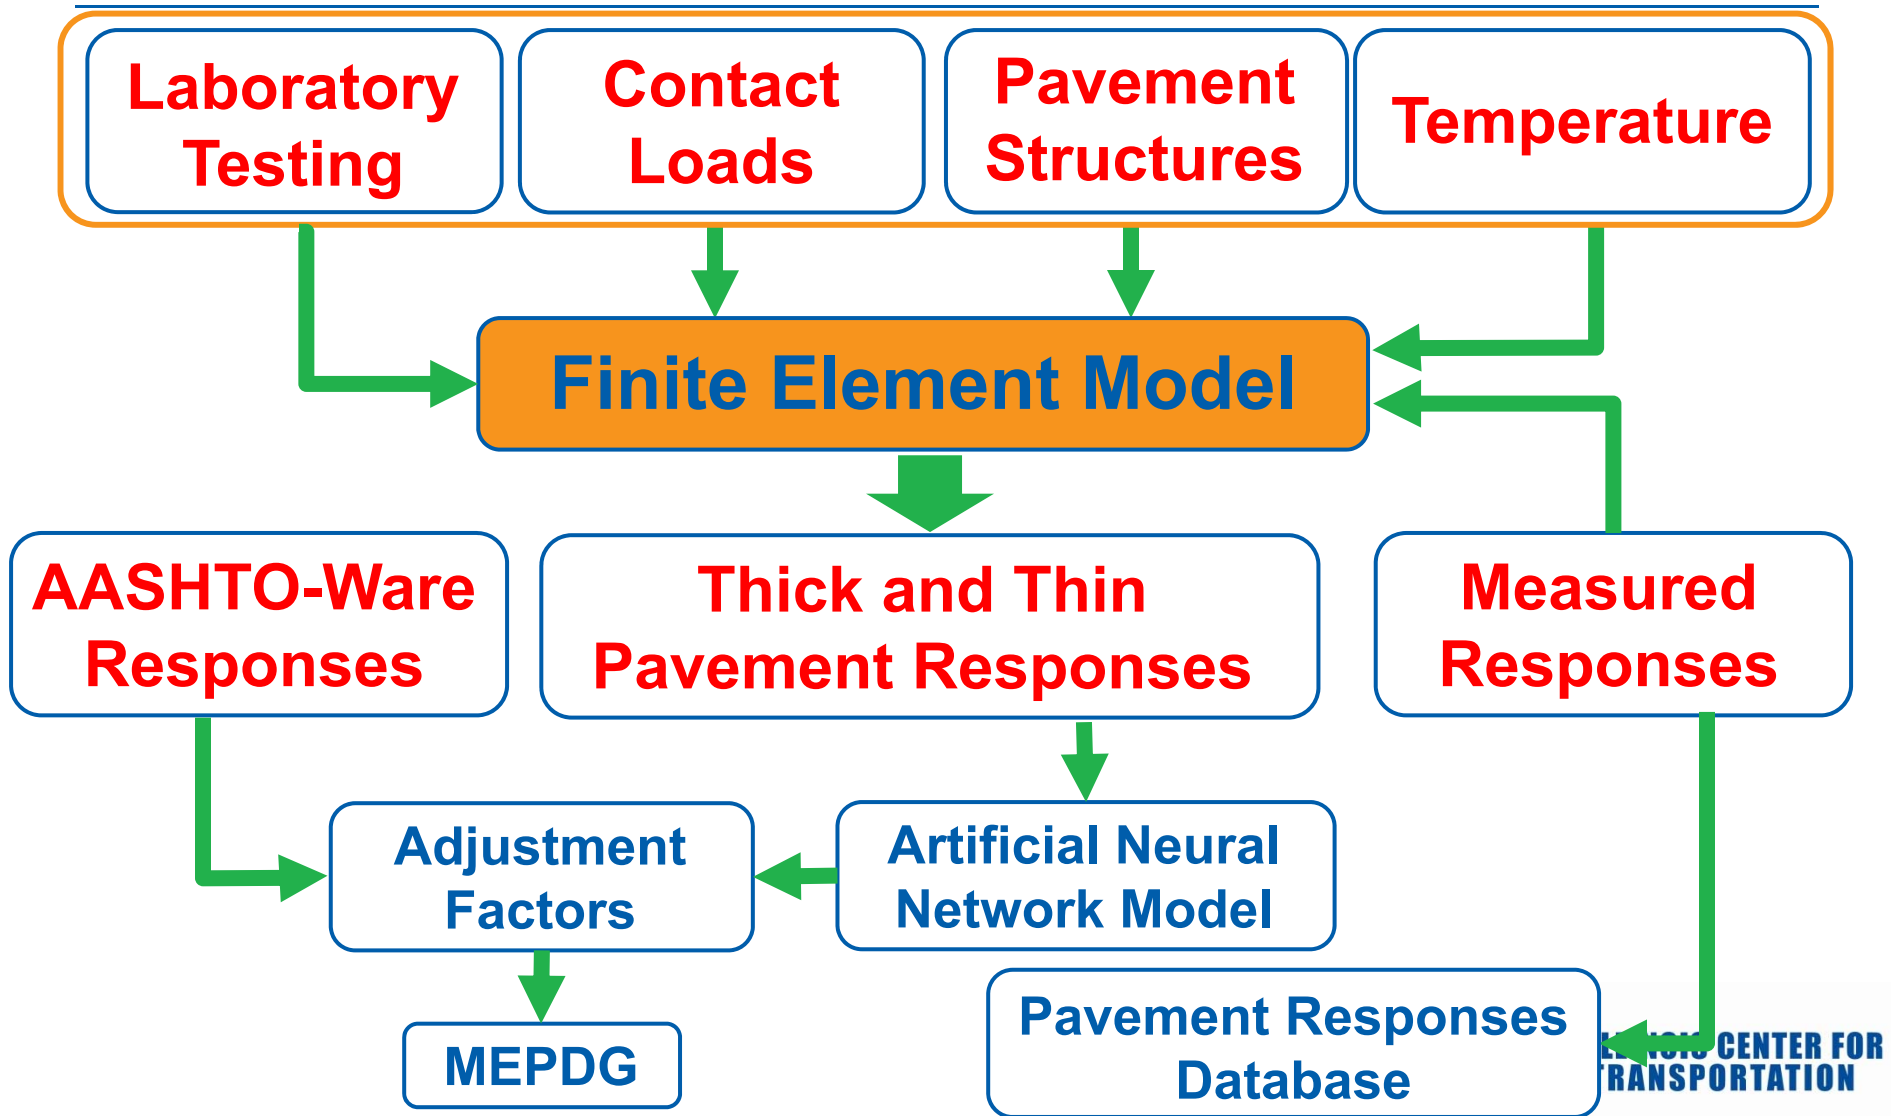 Laboratory
Testing
Contact
Loads
Pavement
Structures
Temperature
Finite Element Model
AASHTO-Ware
Responses
Thick and Thin
Pavement Responses
Measured
Responses
Adjustment
Factors
Artificial Neural
Network Model
MEPDG
Pavement Responses
Database
CENTER FOR
TRANSPORTATION